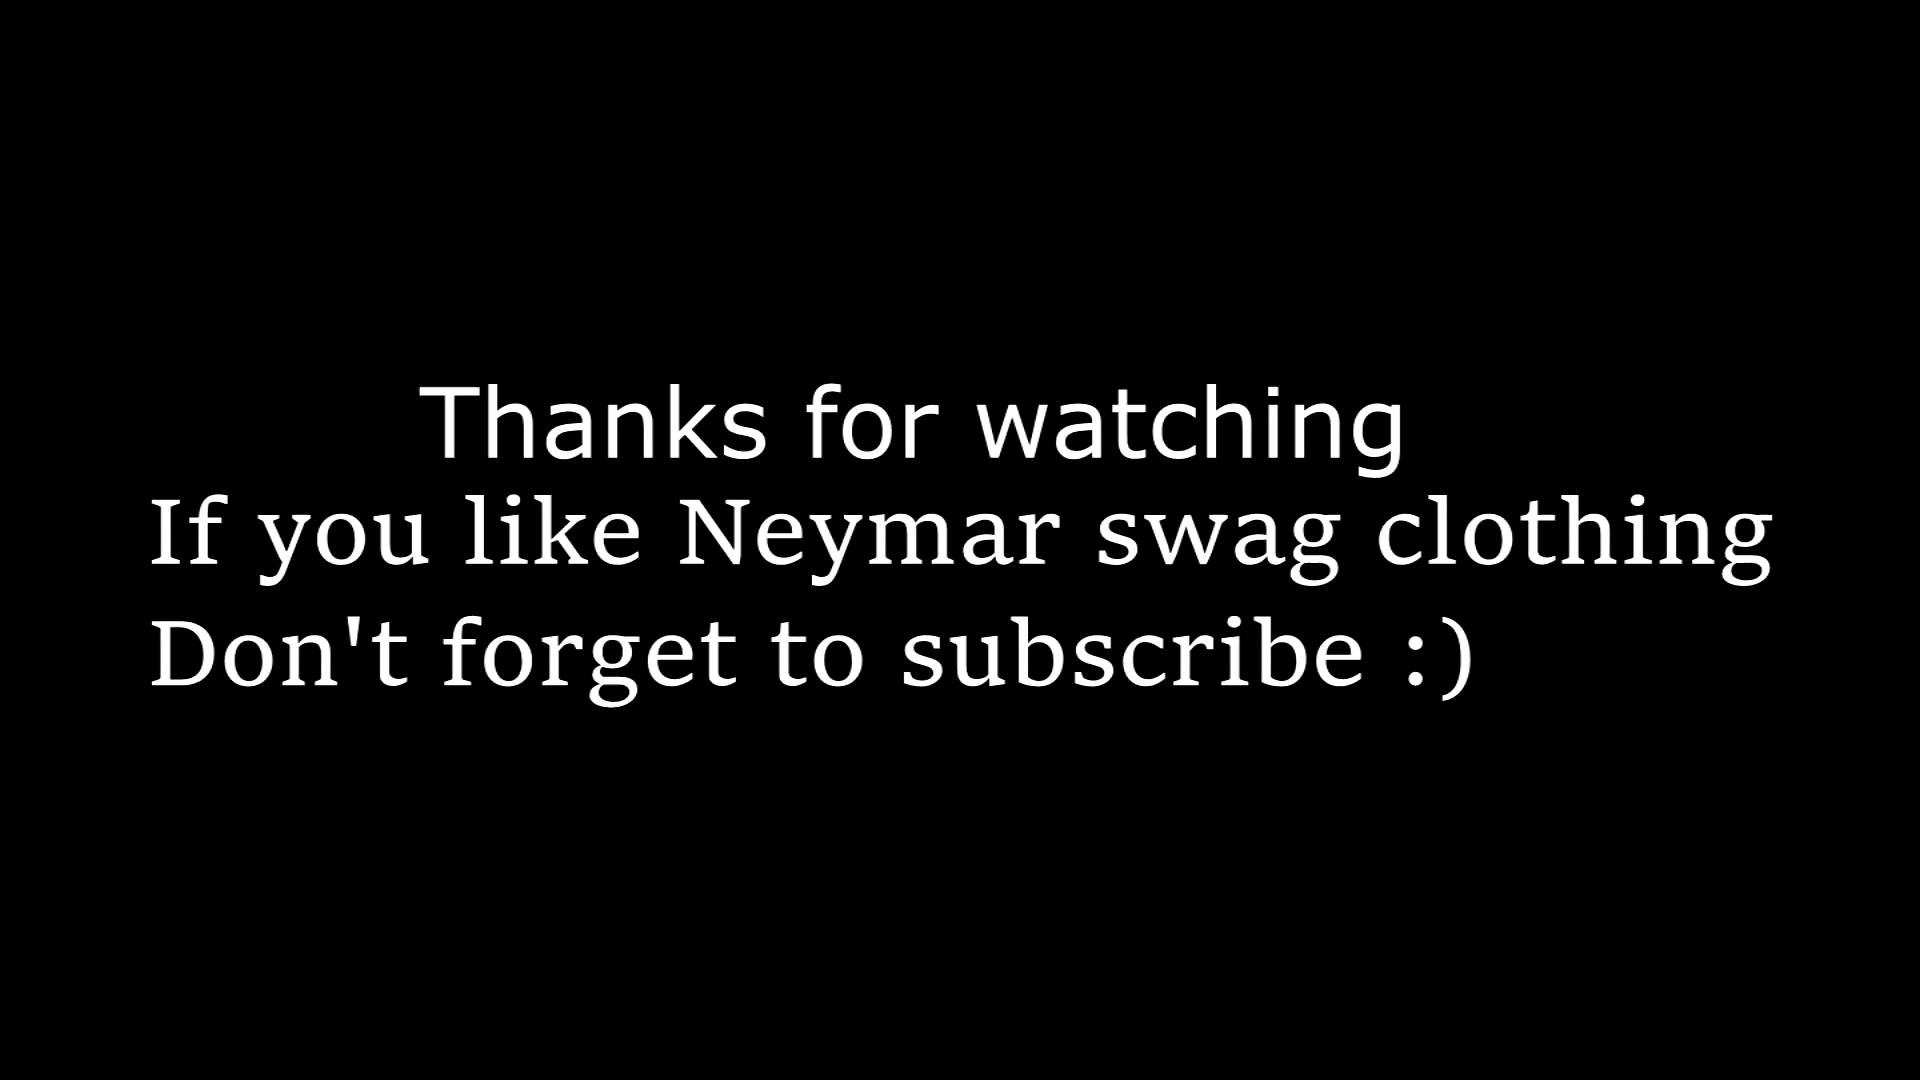 Thanks for watching
If you like Neymar swag clothing
Don't forget to subscribe :)